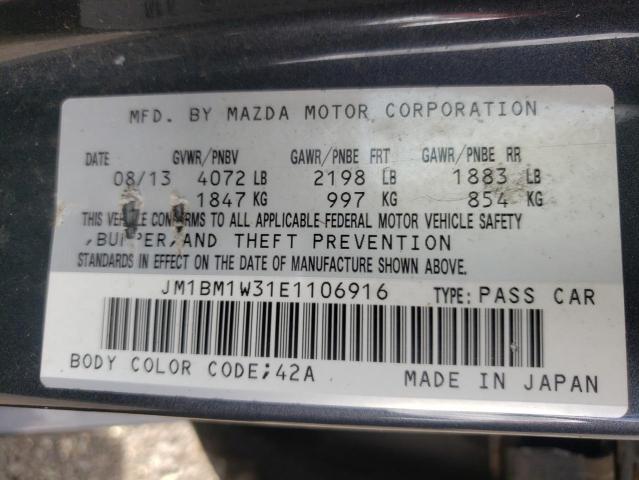 MFD. BY MAZDA MOTOR CORPORATION
DATE GVWR/PNBV GAWR/PNBE FRT GAWR/PNBE RR
08/13 4072 LB 2198 LB 1883 LB
1847 KG 997 KG 854 KG
THIS VEHICLE CONFORMS TO ALL APPLICABLE FEDERAL MOTOR VEHICLE SAFETY
,BUMPER,AND THEFT PREVENTION
STANDARDS IN EFFECT ON THE DATE OF MANUFACTURE SHOWN ABOVE.
JM1BM1W31E1106916 TYPE: PASS CAR
BODY COLOR CODE;42A MADE IN JAPAN